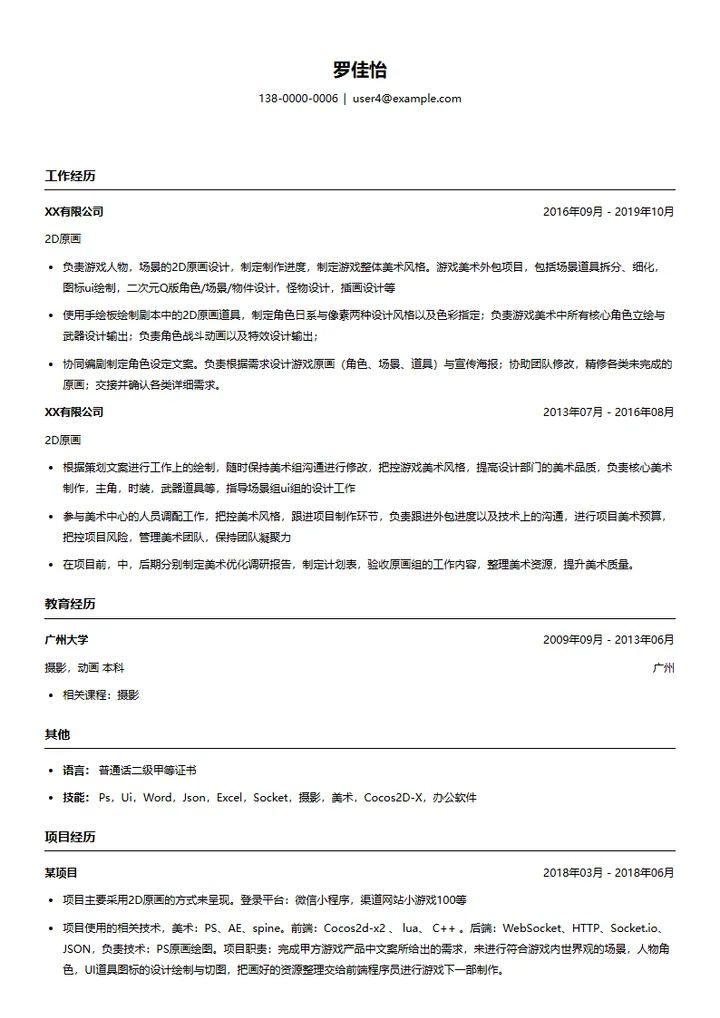 罗佳怡
138-0000-0006 | user4@example.com
工作经历
XX有限公司 2016年09月 - 2019年10月
2D原画
• 负责游戏人物，场景的2D原画设计，制定制作进度，制定游戏整体美术风格。游戏美术外包项目，包括场景道具拆分、细化，
图标ui绘制，二次元Q版角色/场景/物件设计，怪物设计，插画设计等
• 使用手绘板绘制剧本中的2D原画道具，制定角色日系与像素两种设计风格以及色彩指定；负责游戏美术中所有核心角色立绘与
武器设计输出；负责角色战斗动画以及特效设计输出；
• 协同编剧制定角色设定文案。负责根据需求设计游戏原画（角色、场景、道具）与宣传海报；协助团队修改，精修各类未完成的
原画；交接并确认各类详细需求。
XX有限公司 2013年07月 - 2016年08月
2D原画
• 根据策划文案进行工作上的绘制，随时保持美术组沟通进行修改，把控游戏美术风格，提高设计部门的美术品质，负责核心美术
制作，主角，时装，武器道具等，指导场景组ui组的设计工作
• 参与美术中心的人员调配工作，把控美术风格，跟进项目制作环节，负责跟进外包进度以及技术上的沟通，进行项目美术预算，
把控项目风险，管理美术团队，保持团队凝聚力
• 在项目前，中，后期分别制定美术优化调研报告，制定计划表，验收原画组的工作内容，整理美术资源，提升美术质量。
教育经历
广州大学 2009年09月 - 2013年06月
摄影，动画 本科 广州
• 相关课程：摄影
其他
• 语言： 普通话二级甲等证书
• 技能： Ps，Ui，Word，Json，Excel，Socket，摄影，美术，Cocos2D-X，办公软件
项目经历
某项目 2018年03月 - 2018年06月
• 项目主要采用2D原画的方式来呈现。登录平台：微信小程序，渠道网站小游戏100等
• 项目使用的相关技术，美术：PS、AE、spine。前端：Cocos2d-x2 、 lua、 C++ 。后端：WebSocket、HTTP、Socket.io、
JSON，负责技术：PS原画绘图。项目职责：完成甲方游戏产品中文案所给出的需求，来进行符合游戏内世界观的场景，人物角
色，UI道具图标的设计绘制与切图，把画好的资源整理交给前端程序员进行游戏下一部制作。